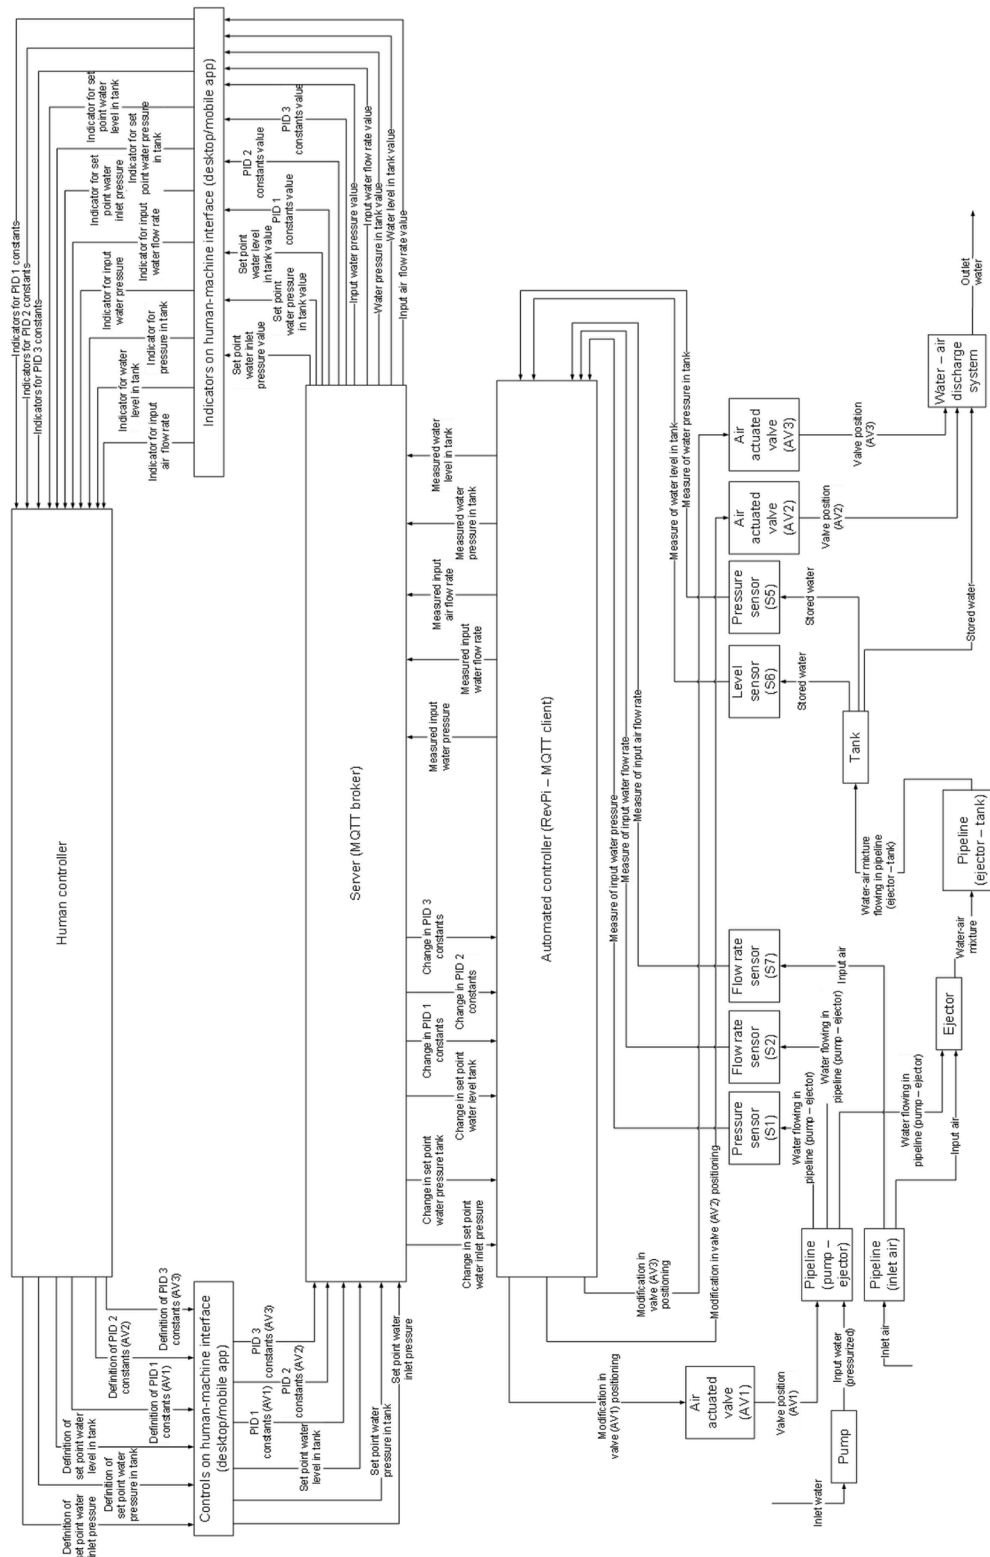 Human controller
Indicators for PID 1 constants
Indicators for PID 2 constants
Indicators for PID 3 constants
Indicator for set
point water
level in tank
Indicator for set
point water pressure
in tank
Indicator for set
point water
inlet pressure
Indicator for input
water flow rate
Indicator for input
water pressure
Indicator for
pressure in tank
Indicator for water
level in tank
Indicator for input
air flow rate
Indicators on human-machine interface (desktop/mobile app)
PID 3
constants value
PID 2
constants value
PID 1
constants value
Set point
water level
in tank value
Set point
water pressure
in tank value
Set point
water inlet
pressure value
Input water pressure value
Water pressure in tank value
Input water flow rate value
Water level in tank value
Input air flow rate value
Definition of
set point water
inlet pressure
Definition of
set point water
pressure in tank
Definition of
set point water
level in tank
Definition of PID1
constants (AV1)
Definition of PID 2
constants (AV2)
Definition of PID 3
constants (AV3)
Controls on human-machine interface
(desktop/mobile app)
PID 3
constants (AV3)
PID 2
constants (AV2)
PID 1
constants (AV1)
Set point water
level in tank
Set point water
pressure in tank
Set point water
inlet pressure
Server (MQTT broker)
Change in set point
water inlet pressure
Change in set point
water pressure tank
Change in set point
water level tank
Change in PID 1
constants
Change in PID 2
constants
Change in PID 3
constants
Measured input
water pressure
Measured input
water flow rate
Measured input
air flow rate
Measured water
pressure in tank
Measured water
level in tank
Automated controller (RevPi – MQTT client)
Measure of input water pressure
Measure of input water flow rate
Measure of input air flow rate
Measure of water level in tank
Measure of water pressure in tank
Modification in
valve (AV1) positioning
Modification in valve (AV2) positioning
Modification in
valve (AV3)
positioning
Air
actuated
valve
(AV1)
Valve position
(AV1)
Pressure
sensor
(S1)
Flow rate
sensor
(S2)
Flow rate
sensor
(S7)
Level
sensor
(S6)
Pressure
sensor
(S5)
Air
actuated
valve
(AV2)
Air
actuated
valve
(AV3)
Valve position
(AV2)
Valve position
(AV3)
Stored water
Stored water
Stored water
Water flowing in
pipeline (pump – ejector)
Water flowing in
pipeline (pump – ejector)
Water flowing in
pipeline (pump – ejector)
Input air
Input air
Inlet water
Pump
Input water
(pressurized)
Pipeline
(pump –
ejector)
Inlet air
Pipeline
(inlet air)
Ejector
Water-air
mixture
Pipeline
(ejector – tank)
Water-air mixture
flowing in pipeline
(ejector – tank)
Tank
Water – air
discharge
system
Outlet
water